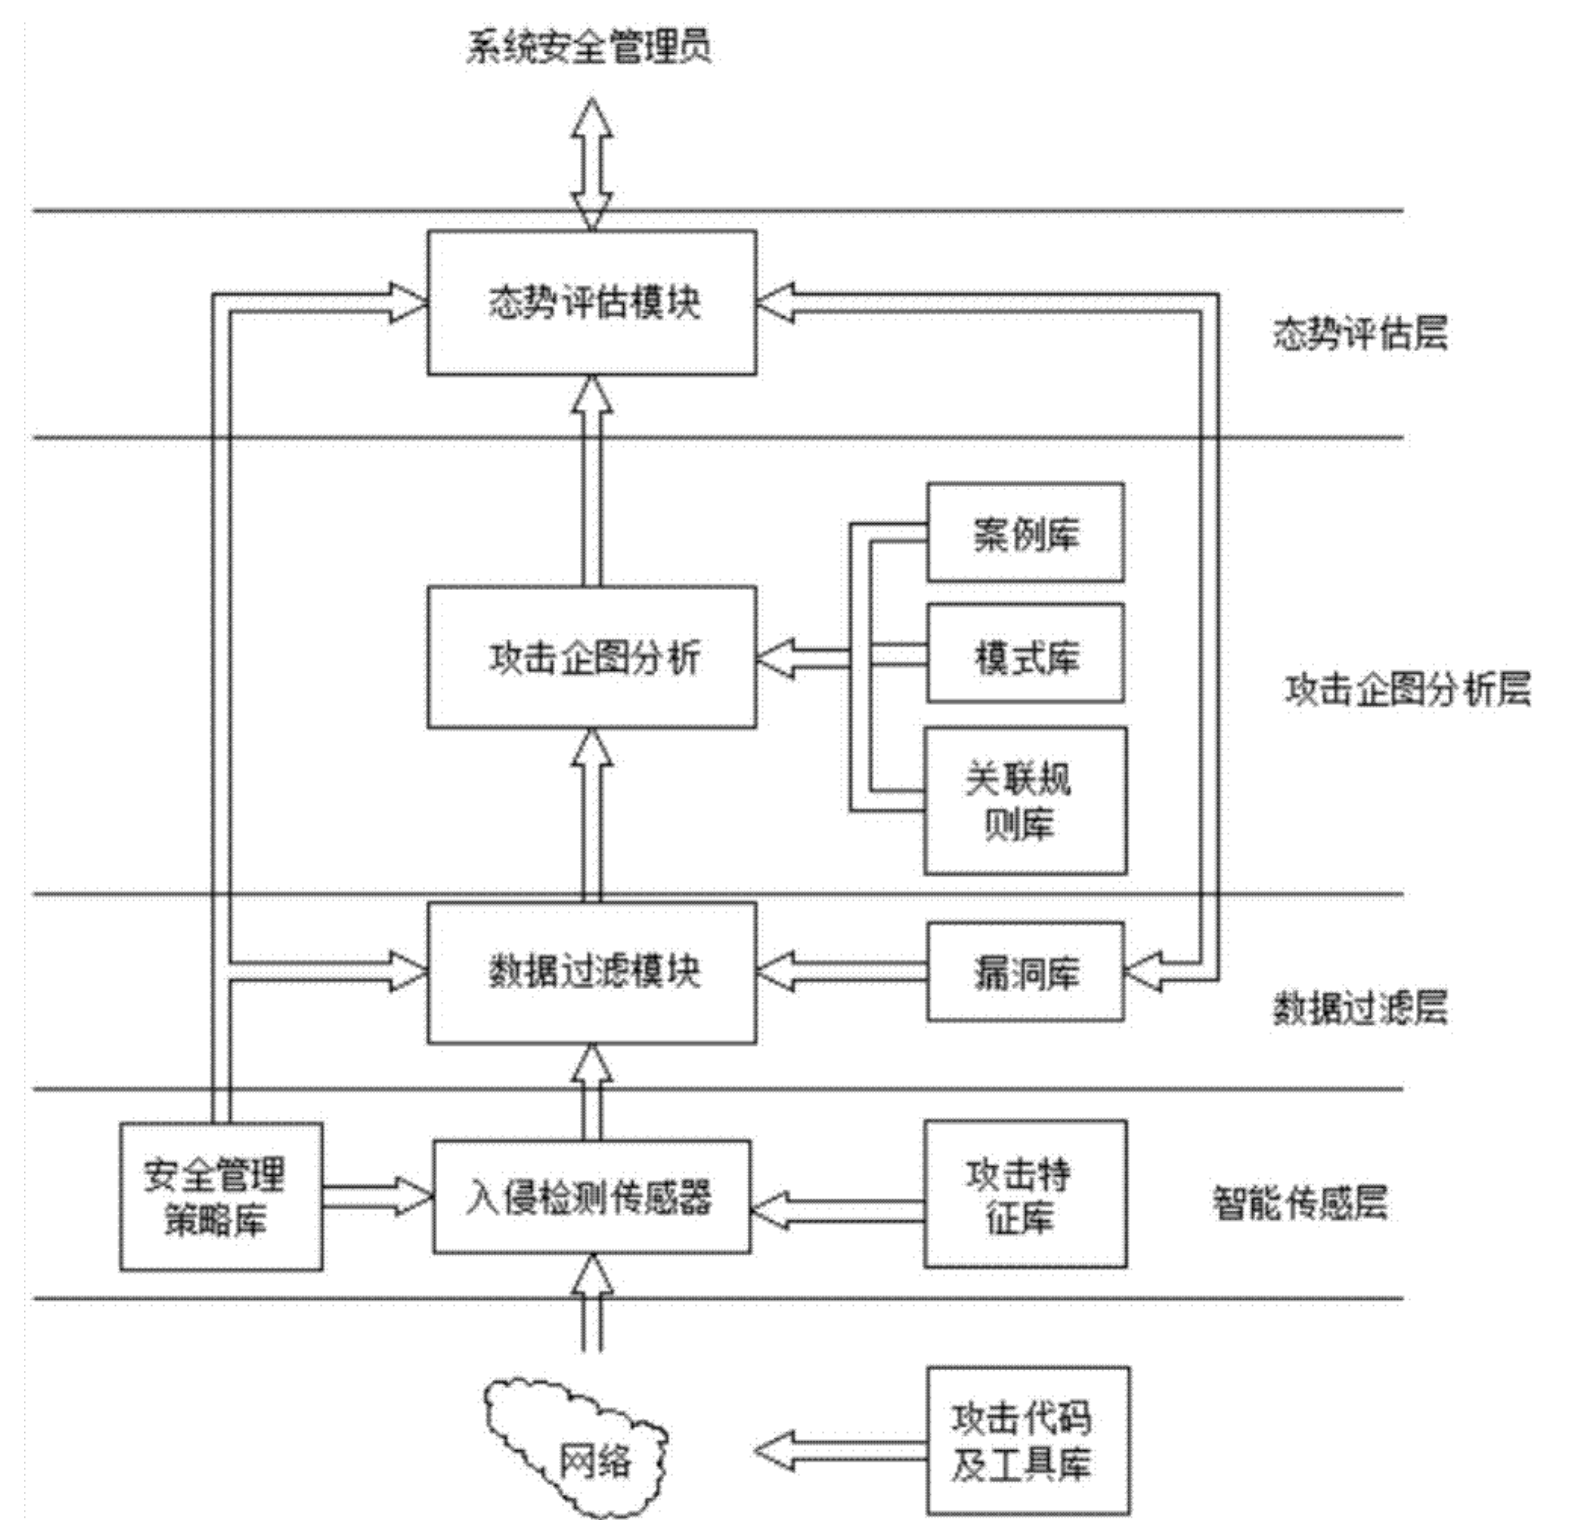 系统安全管理员
态势评估模块
态势评估层
案例库
攻击企图分析
模式库
攻击企图分析层
关联规
则库
数据过滤模块
漏洞库
数据过滤层
安全管理
策略库
入侵检测传感器
攻击特
征库
智能传感层
网络
攻击代码
及工具库